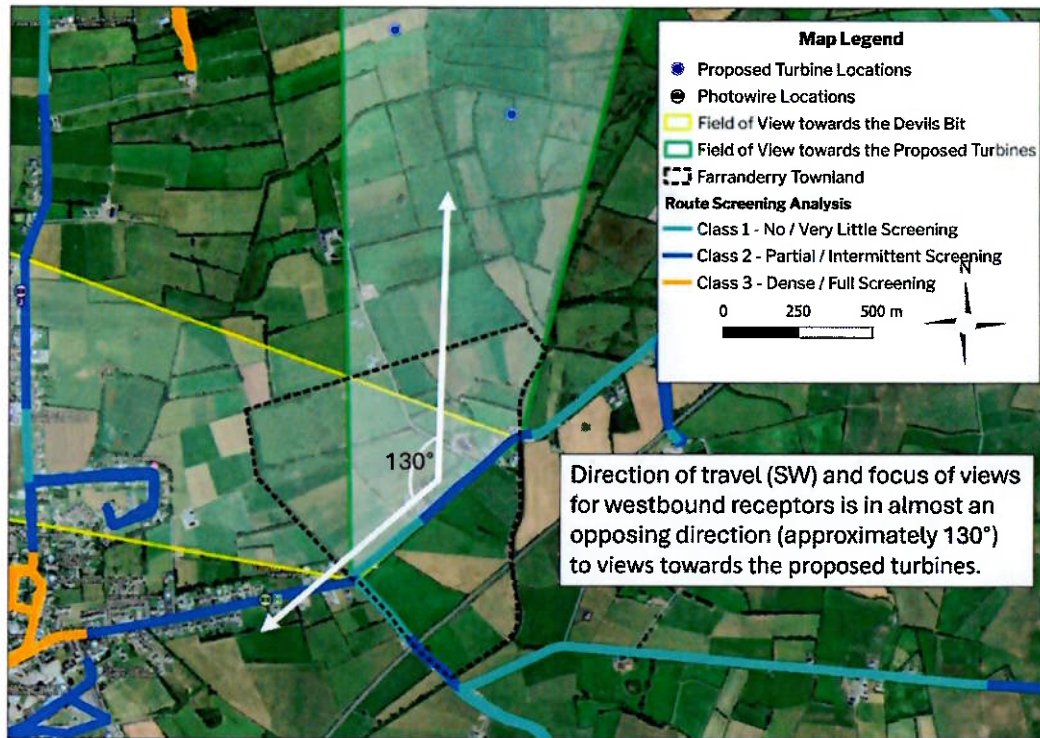 Map Legend
Proposed Turbine Locations
Photowire Locations
Field of View towards the Devils Bit
Field of View towards the Proposed Turbines
Farranderry Townland
Route Screening Analysis
Class 1 - No / Very Little Screening
Class 2 - Partial / Intermittent Screening
Class 3 - Dense / Full Screening
N
0 250 500 m
130°
Direction of travel (SW) and focus of views
for westbound receptors is in almost an
opposing direction (approximately 130°)
to views towards the proposed turbines.